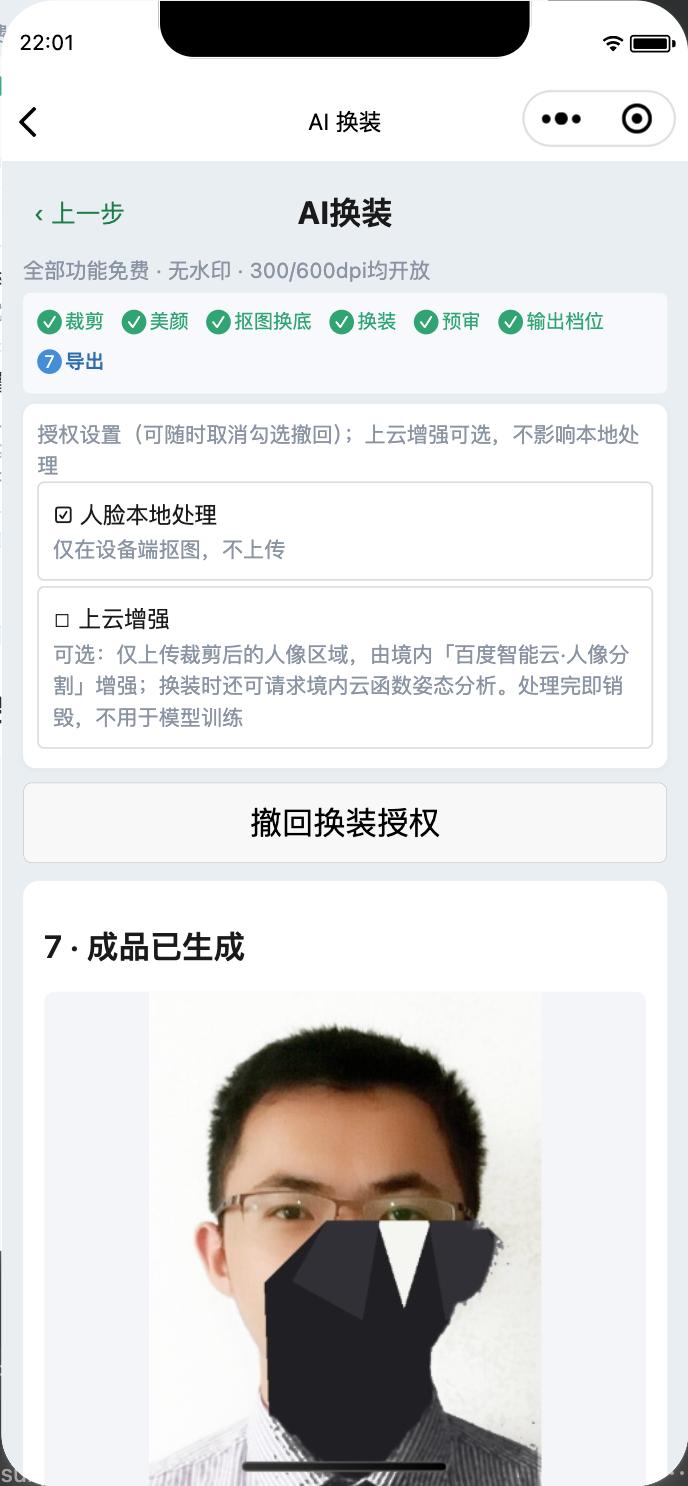 22:01
AI 换装
‹ 上一步
AI换装
全部功能免费 · 无水印 · 300/600dpi均开放
裁剪 美颜 抠图换底 换装 预审 输出档位
7 导出
授权设置（可随时取消勾选撤回）；上云增强可选，不影响本地处
理
人脸本地处理
仅在设备端抠图，不上传
上云增强
可选：仅上传裁剪后的人像区域，由境内「百度智能云·人像分
割」增强；换装时还可请求境内云函数姿态分析。处理完即销
毁，不用于模型训练
撤回换装授权
7 · 成品已生成